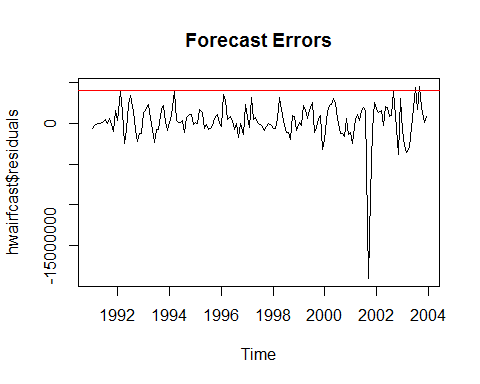 Forecast Errors
hwairfcast$residuals
0
-15000000
1992 1994 1996 1998 2000 2002 2004
Time